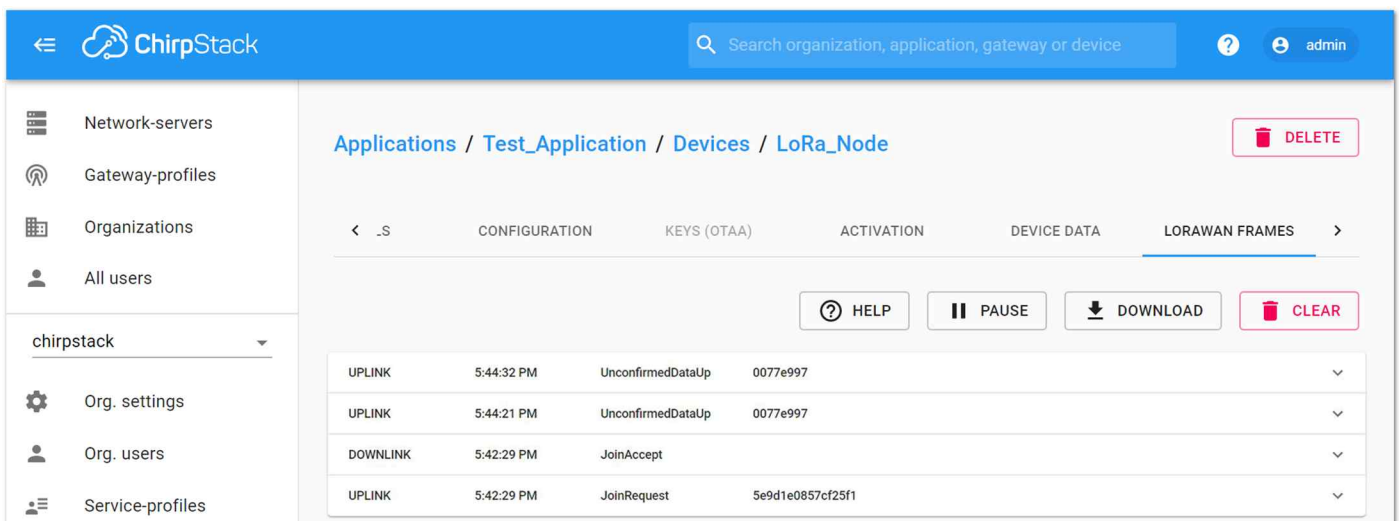 ChirpStack
Search organization, application, gateway or device
? admin
Network-servers
Gateway-profiles
Organizations
All users
chirpstack
Org. settings
Org. users
Service-profiles
Applications / Test_Application / Devices / LoRa_Node
DELETE
_S CONFIGURATION KEYS (OTAA) ACTIVATION DEVICE DATA LORAWAN FRAMES
? HELP PAUSE DOWNLOAD CLEAR
UPLINK 5:44:32 PM UnconfirmedDataUp 0077e997
UPLINK 5:44:21 PM UnconfirmedDataUp 0077e997
DOWNLINK 5:42:29 PM JoinAccept
UPLINK 5:42:29 PM JoinRequest 5e9d1e0857cf25f1